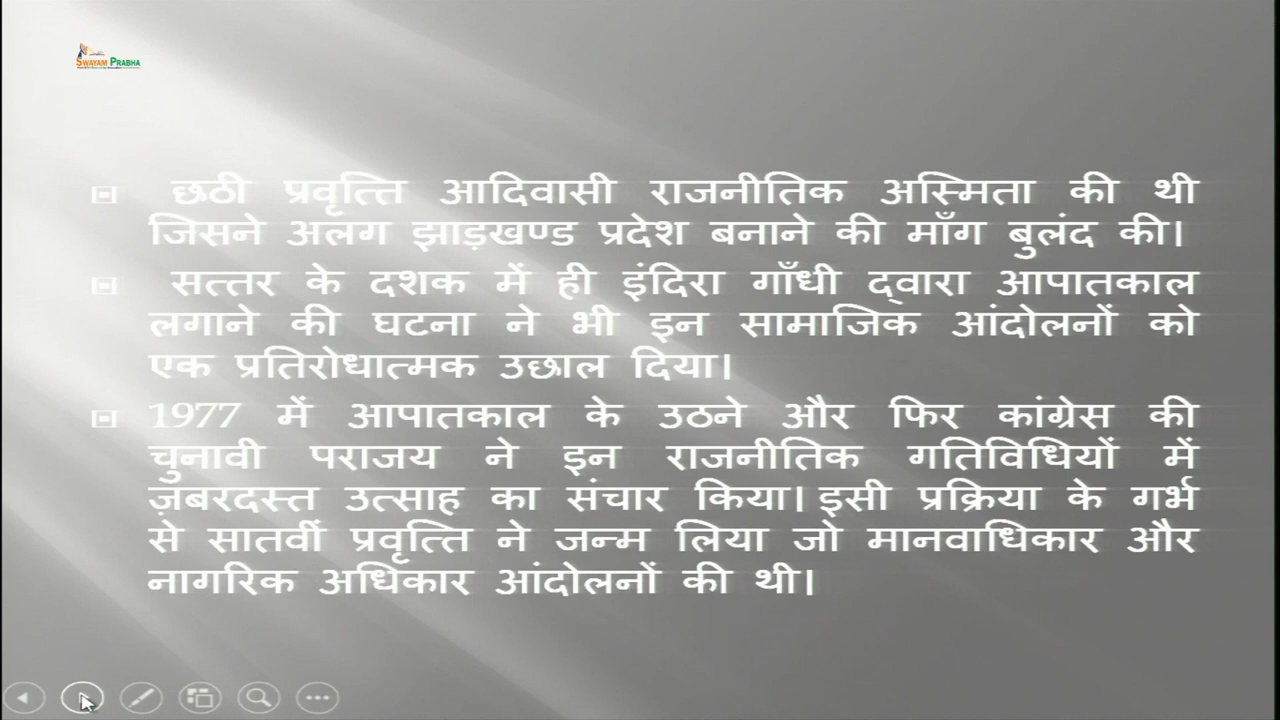 SWAYAM PRABHA
छठी प्रवृत्ति आदिवासी राजनीतिक अस्मिता की थी
जिसने अलग झाड़खण्ड प्रदेश बनाने की माँग बुलंद की।
सत्तर के दशक में ही इंदिरा गाँधी द्वारा आपातकाल
लगाने की घटना ने भी इन सामाजिक आंदोलनों को
एक प्रतिरोधात्मक उछाल दिया।
1977 में आपातकाल के उठने और फिर कांग्रेस की
चुनावी पराजय ने इन राजनीतिक गतिविधियों में
ज़बरदस्त उत्साह का संचार किया। इसी प्रक्रिया के गर्भ
से सातवीं प्रवृत्ति ने जन्म लिया जो मानवाधिकार और
नागरिक अधिकार आंदोलनों की थी।